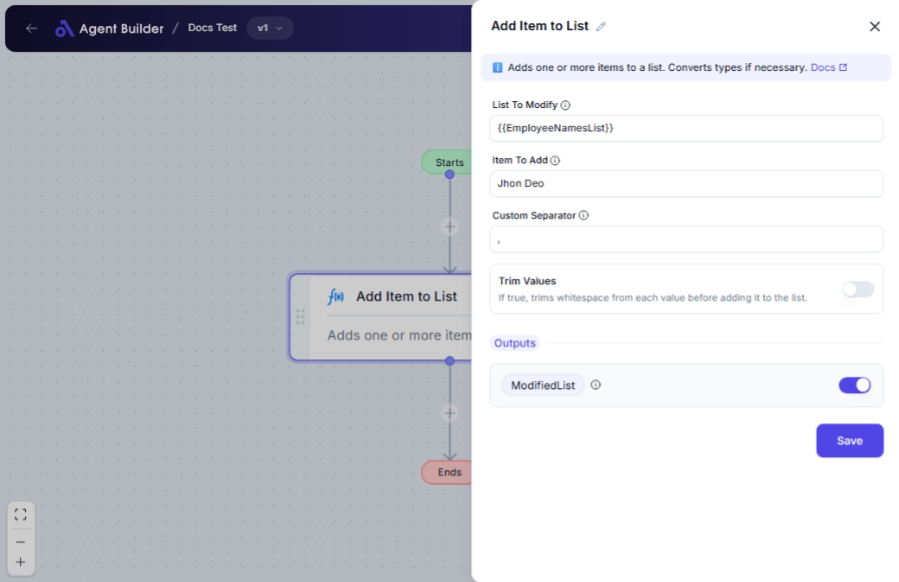 Agent Builder / Docs Test v1
Starts
Add Item to List
Adds one or more item
Ends
Add Item to List
Adds one or more items to a list. Converts types if necessary. Docs
List To Modify
{{EmployeeNamesList}}
Item To Add
Jhon Deo
Custom Separator
,
Trim Values
If true, trims whitespace from each value before adding it to the list.
Outputs
ModifiedList
Save